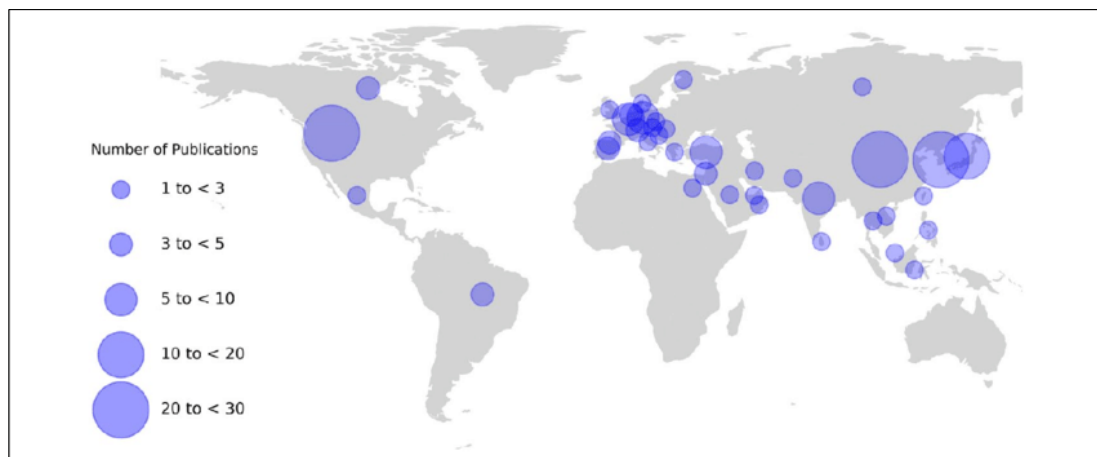 Number of Publications
1 to < 3
3 to < 5
5 to < 10
10 to < 20
20 to < 30